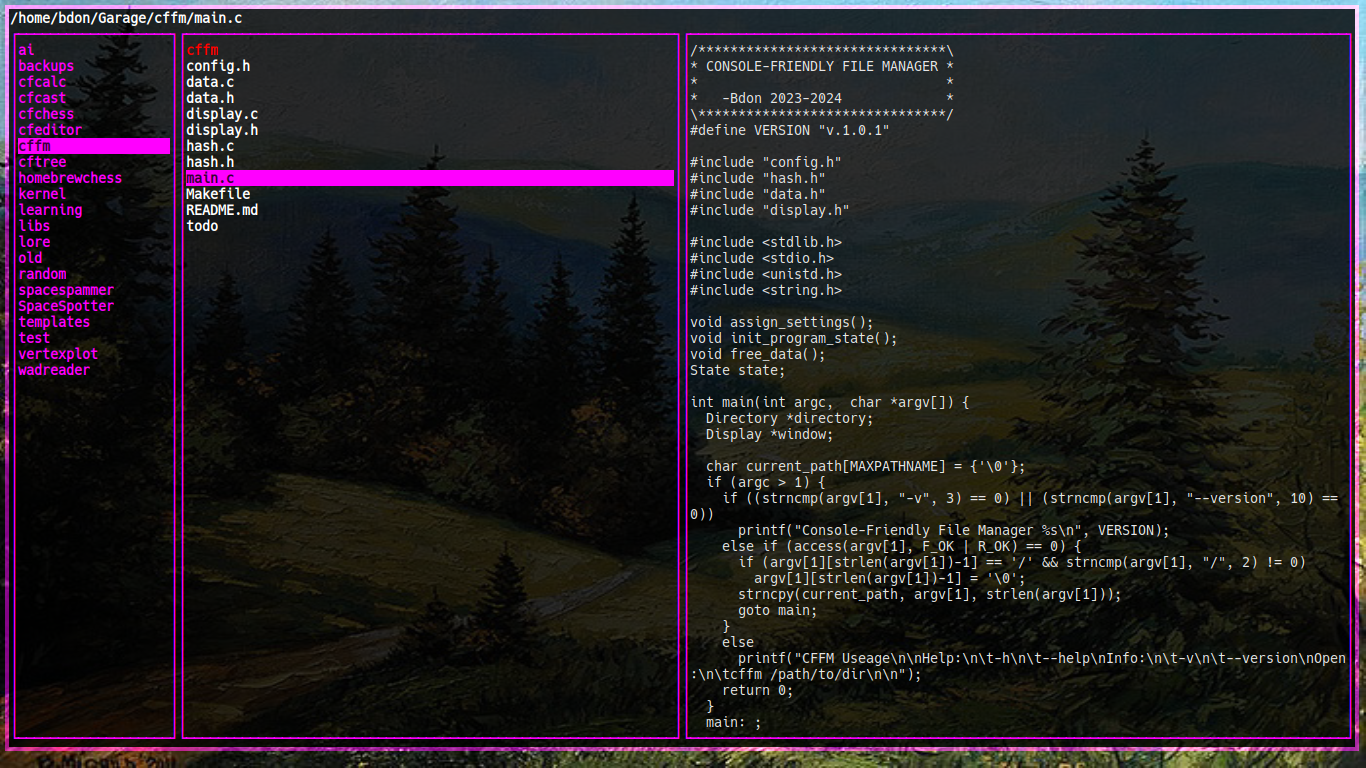 /home/bdon/Garage/cffm/main.c
ai
backups
cfcalc
cfcast
cfchess
cfeditor
cffm
cftree
homebrewchess
kernel
learning
libs
lore
old
random
spacespammer
SpaceSpotter
templates
test
vertexplot
wadreader
cffm
config.h
data.c
data.h
display.c
display.h
hash.c
hash.h
main.c
Makefile
README.md
todo
/*******************************\
* CONSOLE-FRIENDLY FILE MANAGER *
*                               *
*   -Bdon 2023-2024             *
\*******************************/
#define VERSION "v.1.0.1"
#include "config.h"
#include "hash.h"
#include "data.h"
#include "display.h"
#include <stdlib.h>
#include <stdio.h>
#include <unistd.h>
#include <string.h>
void assign_settings();
void init_program_state();
void free_data();
State state;
int main(int argc,  char *argv[]) {
  Directory *directory;
  Display *window;
  char current_path[MAXPATHNAME] = {'\0'};
  if (argc > 1) {
    if ((strncmp(argv[1], "-v", 3) == 0) || (strncmp(argv[1], "--version", 10) ==
0))
      printf("Console-Friendly File Manager %s\n", VERSION);
    else if (access(argv[1], F_OK | R_OK) == 0) {
      if (argv[1][strlen(argv[1])-1] == '/' && strncmp(argv[1], "/", 2) != 0)
        argv[1][strlen(argv[1])-1] = '\0';
      strncpy(current_path, argv[1], strlen(argv[1]));
      goto main;
    }
    else
      printf("CFFM Useage\n\nHelp:\n\t-h\n\t--help\nInfo:\n\t-v\n\t--version\nOpen
:\n\tcffm /path/to/dir\n\n");
    return 0;
  }
  main: ;